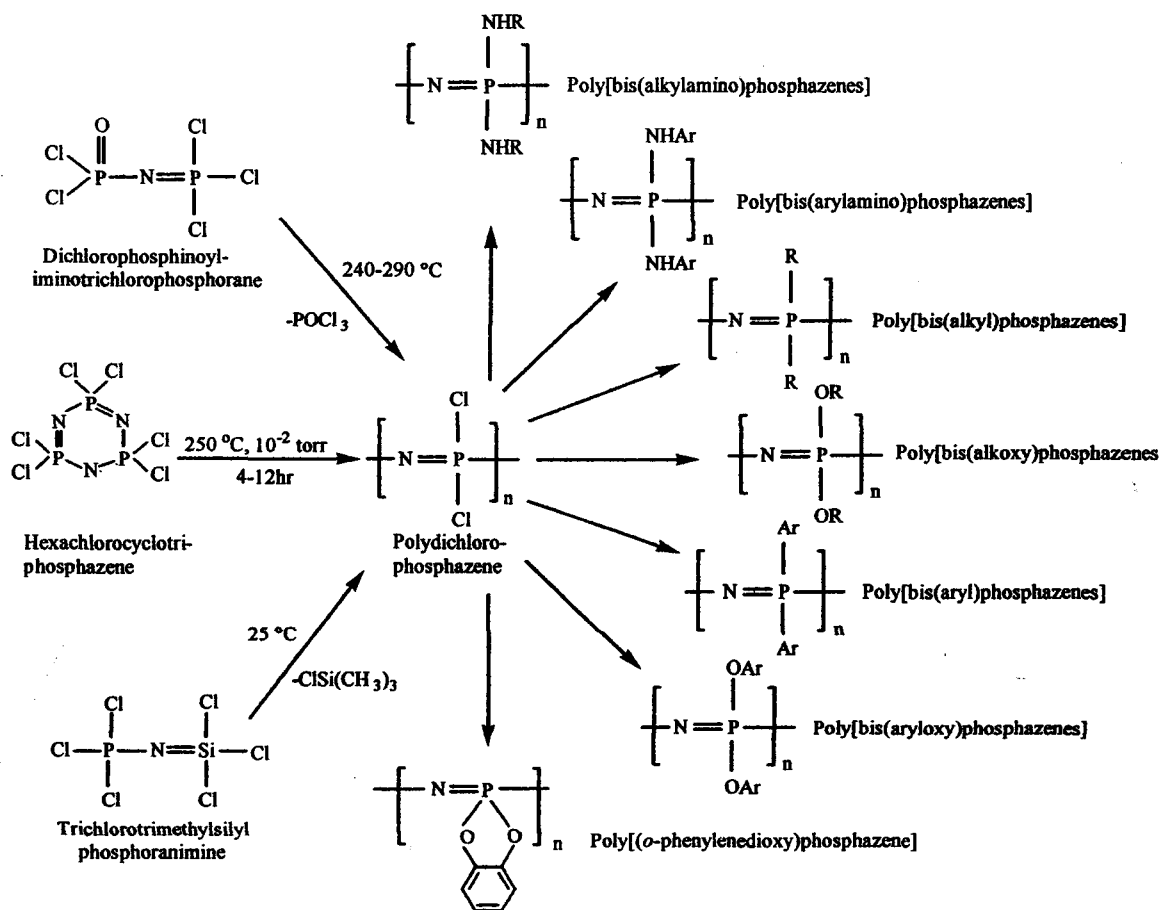 NHR
N
P
n
NHR
Poly[bis(alkylamino)phosphazenes]
NHAr
N
P
n
NHAr
Poly[bis(arylamino)phosphazenes]
O
Cl
Cl
P
N
P
Cl
Cl
Cl
Dichlorophosphinoyl-
iminotrichlorophosphorane
240-290 °C
-POCl3
R
N
P
n
R
Poly[bis(alkyl)phosphazenes]
Cl
Cl
P
N
N
Cl
Cl
P
N
P
Cl
Cl
Hexachlorocyclotri-
phosphazene
250 °C, 10-2 torr
4-12hr
Cl
N
P
n
Cl
Polydichloro-
phosphazene
OR
N
P
n
OR
Poly[bis(alkoxy)phosphazenes
Ar
N
P
n
Ar
Poly[bis(aryl)phosphazenes]
25 °C
-ClSi(CH3)3
Cl
Cl
Cl
P
N
Si
Cl
Cl
Cl
Trichlorotrimethylsilyl
phosphoranimine
OAr
N
P
n
OAr
Poly[bis(aryloxy)phosphazenes]
N
P
O
O
n
Poly[(o-phenylenedioxy)phosphazene]